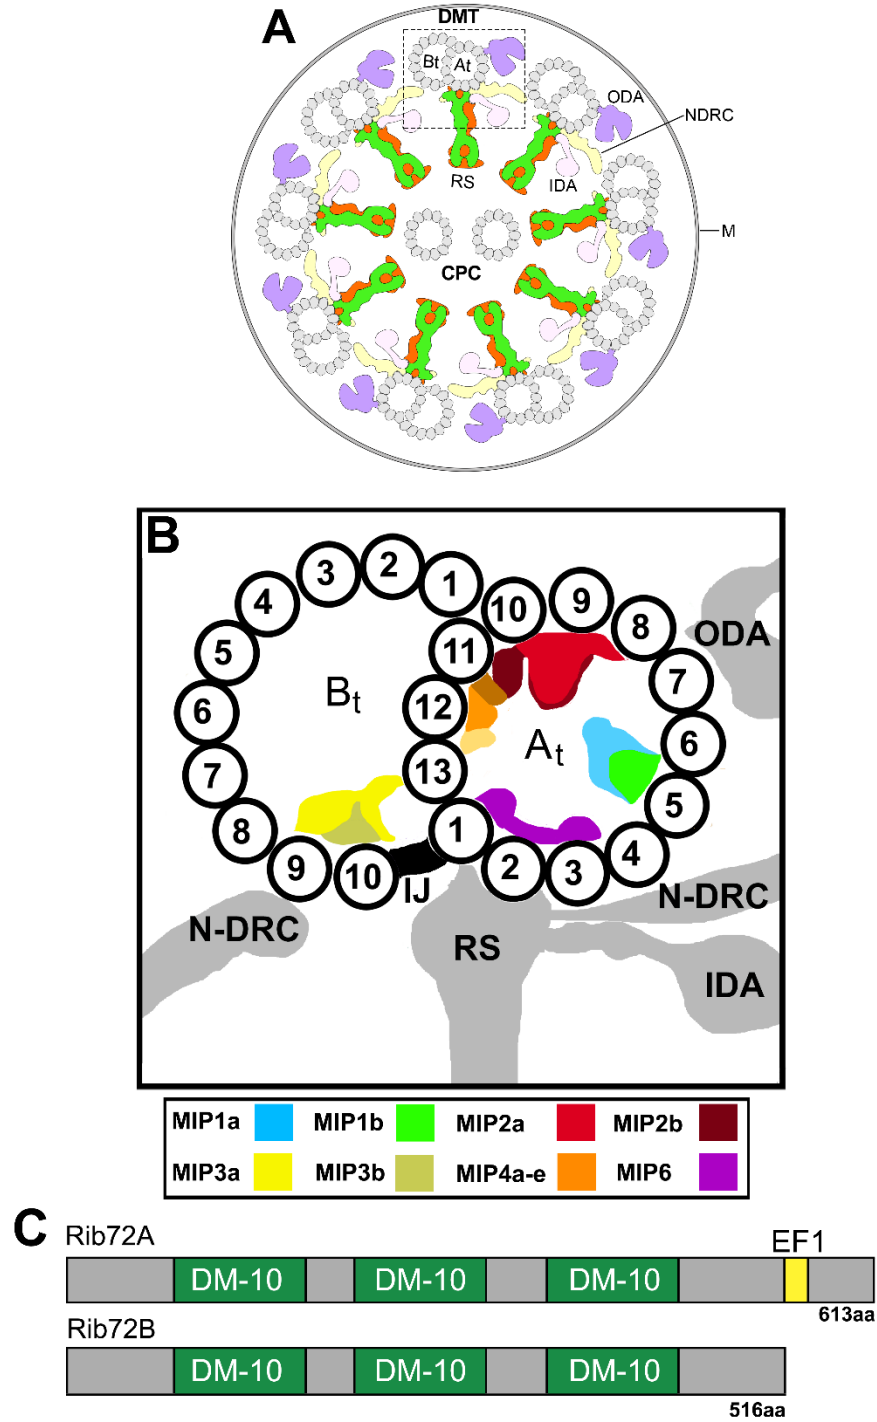 A
DMT
Bt At
ODA
NDRC
RS
IDA
M
CPC
B
3 2 1
4 10 9 8
5 11 ODA
7
6 Bt 12
At 6
7 13
5
8 1
4
9 10 2 3
IJ
N-DRC
N-DRC
RS
IDA
MIP1a MIP1b MIP2a MIP2b
MIP3a MIP3b MIP4a-e MIP6
C
Rib72A
EF1
DM-10 DM-10 DM-10
613aa
Rib72B
DM-10 DM-10 DM-10
516aa